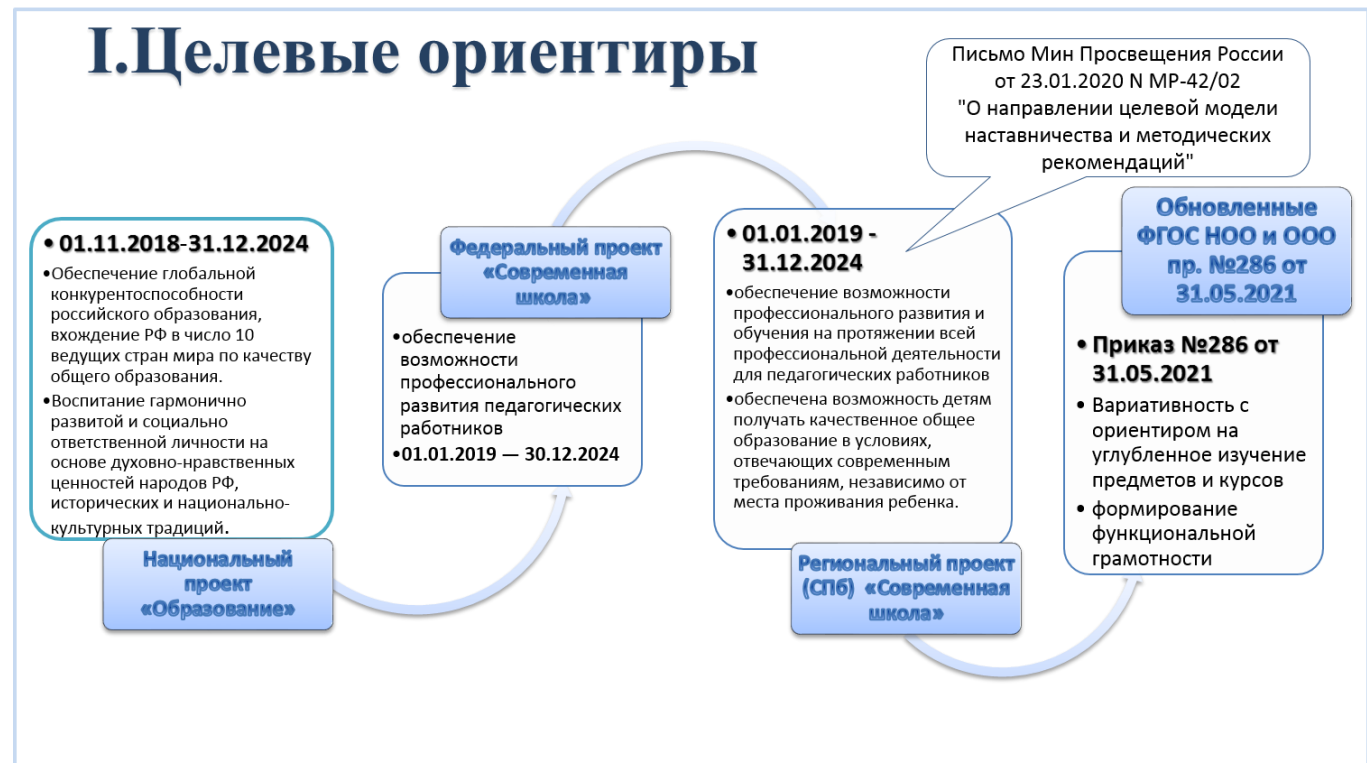 I.Целевые ориентиры
Письмо Мин Просвещения России
от 23.01.2020 N МР-42/02
"О направлении целевой модели
наставничества и методических
рекомендаций"
• 01.11.2018-31.12.2024
•Обеспечение глобальной
конкурентоспособности
российского образования,
вхождение РФ в число 10
ведущих стран мира по качеству
общего образования.
•Воспитание гармонично
развитой и социально
ответственной личности на
основе духовно-нравственных
ценностей народов РФ,
исторических и национально-
культурных традиций.
Национальный
проект
«Образование»
Федеральный проект
«Современная
школа»
•обеспечение
возможности
профессионального
развития педагогических
работников
•01.01.2019 — 30.12.2024
• 01.01.2019 -
31.12.2024
•обеспечение возможности
профессионального развития и
обучения на протяжении всей
профессиональной деятельности
для педагогических работников
•обеспечена возможность детям
получать качественное общее
образование в условиях,
отвечающих современным
требованиям, независимо от
места проживания ребенка.
Региональный проект
(СПб) «Современная
школа»
Обновленные
ФГОС НОО и ООО
пр. №286 от
31.05.2021
• Приказ №286 от
31.05.2021
• Вариативность с
ориентиром на
углубленное изучение
предметов и курсов
• формирование
функциональной
грамотности